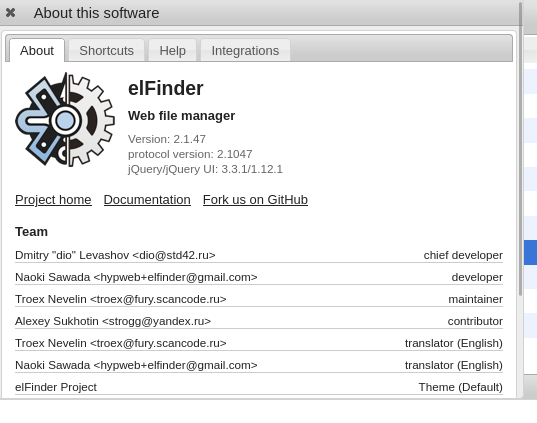 About this software
About Shortcuts Help Integrations
elFinder
Web file manager
Version: 2.1.47
protocol version: 2.1047
jQuery/jQuery UI: 3.3.1/1.12.1
Project home Documentation Fork us on GitHub
Team
Dmitry "dio" Levashov <dio@std42.ru> chief developer
Naoki Sawada <hypweb+elfinder@gmail.com> developer
Troex Nevelin <troex@fury.scancode.ru> maintainer
Alexey Sukhotin <strogg@yandex.ru> contributor
Troex Nevelin <troex@fury.scancode.ru> translator (English)
Naoki Sawada <hypweb+elfinder@gmail.com> translator (English)
elFinder Project Theme (Default)